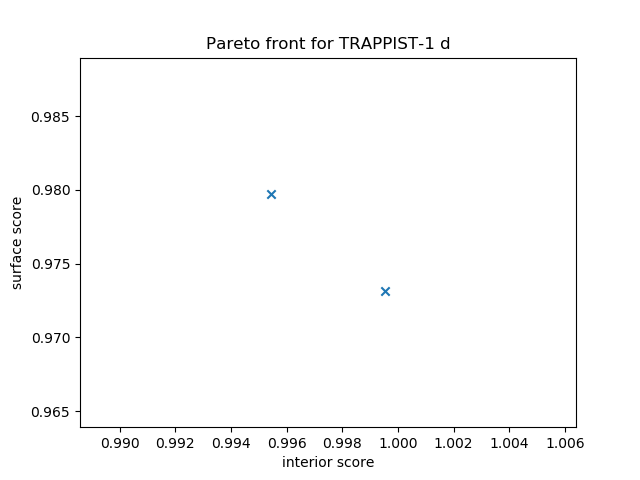 Pareto front for TRAPPIST-1 d
surface score
0.985
0.980
0.975
0.970
0.965
0.990 0.992 0.994 0.996 0.998 1.000 1.002 1.004 1.006
interior score